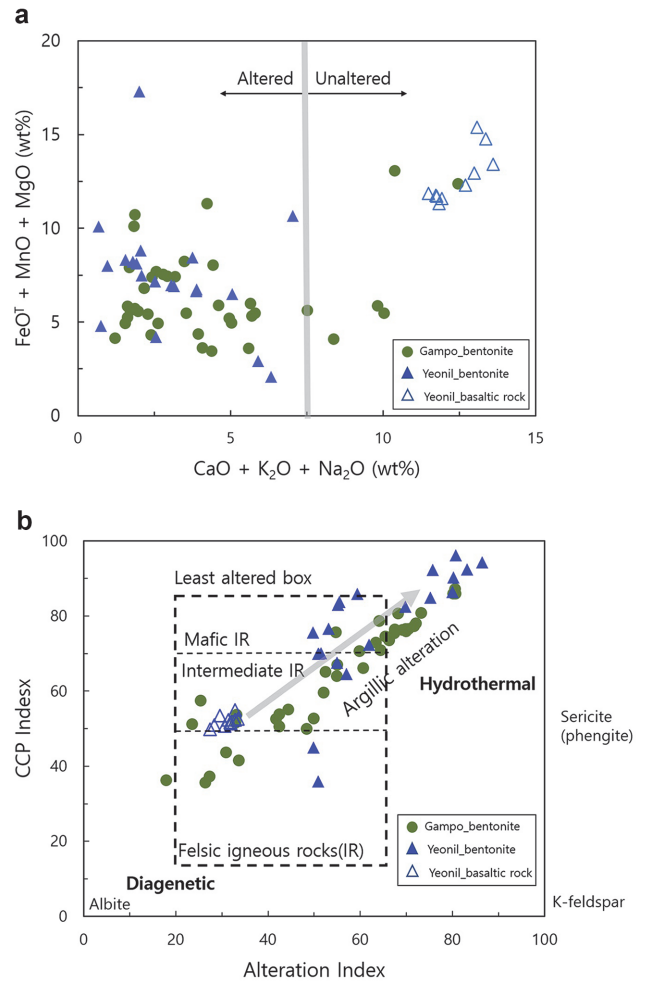 a
20
15
10
5
0
FeOᵀ + MnO + MgO (wt%)
Altered
Unaltered
Gampo_bentonite
Yeonil_bentonite
Yeonil_basaltic rock
0
5
10
15
CaO + K₂O + Na₂O (wt%)
b
100
80
60
40
20
0
CCP Indesx
Least altered box
Mafic IR
Intermediate IR
Argillic alteration
Hydrothermal
Sericite
(phengite)
Felsic igneous rocks(IR)
Gampo_bentonite
Yeonil_bentonite
Yeonil_basaltic rock
Diagenetic
Albite
K-feldspar
0
20
40
60
80
100
Alteration Index